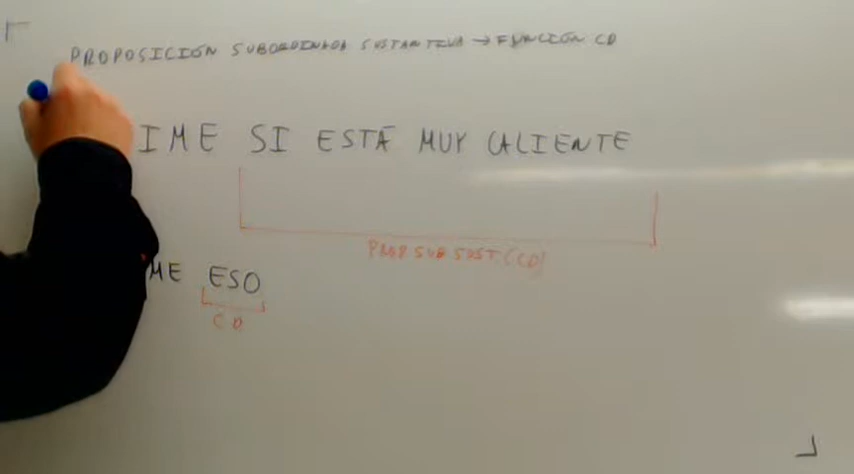 PROPOSICIÓN SUBORDINADA SUSTANTIVA → FUNCIÓN CD
IME SI ESTÁ MUY CALIENTE
PROP SUB SUST (CD)
ME ESO
CD